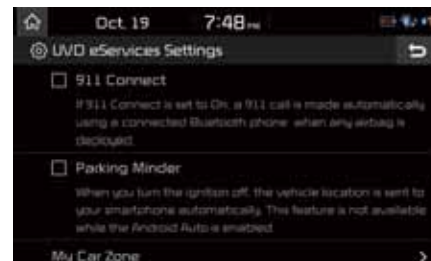 Oct. 19 7:48 PM
UVO eServices Settings
911 Connect
If 911 Connect is set to On, a 911 call is made automatically
using a connected Bluetooth phone when any airbag is
deployed.
Parking Minder
When you turn the ignition off, the vehicle location is sent to
your smartphone automatically. This feature is not available
while the Android Auto is enabled.
My Car Zone